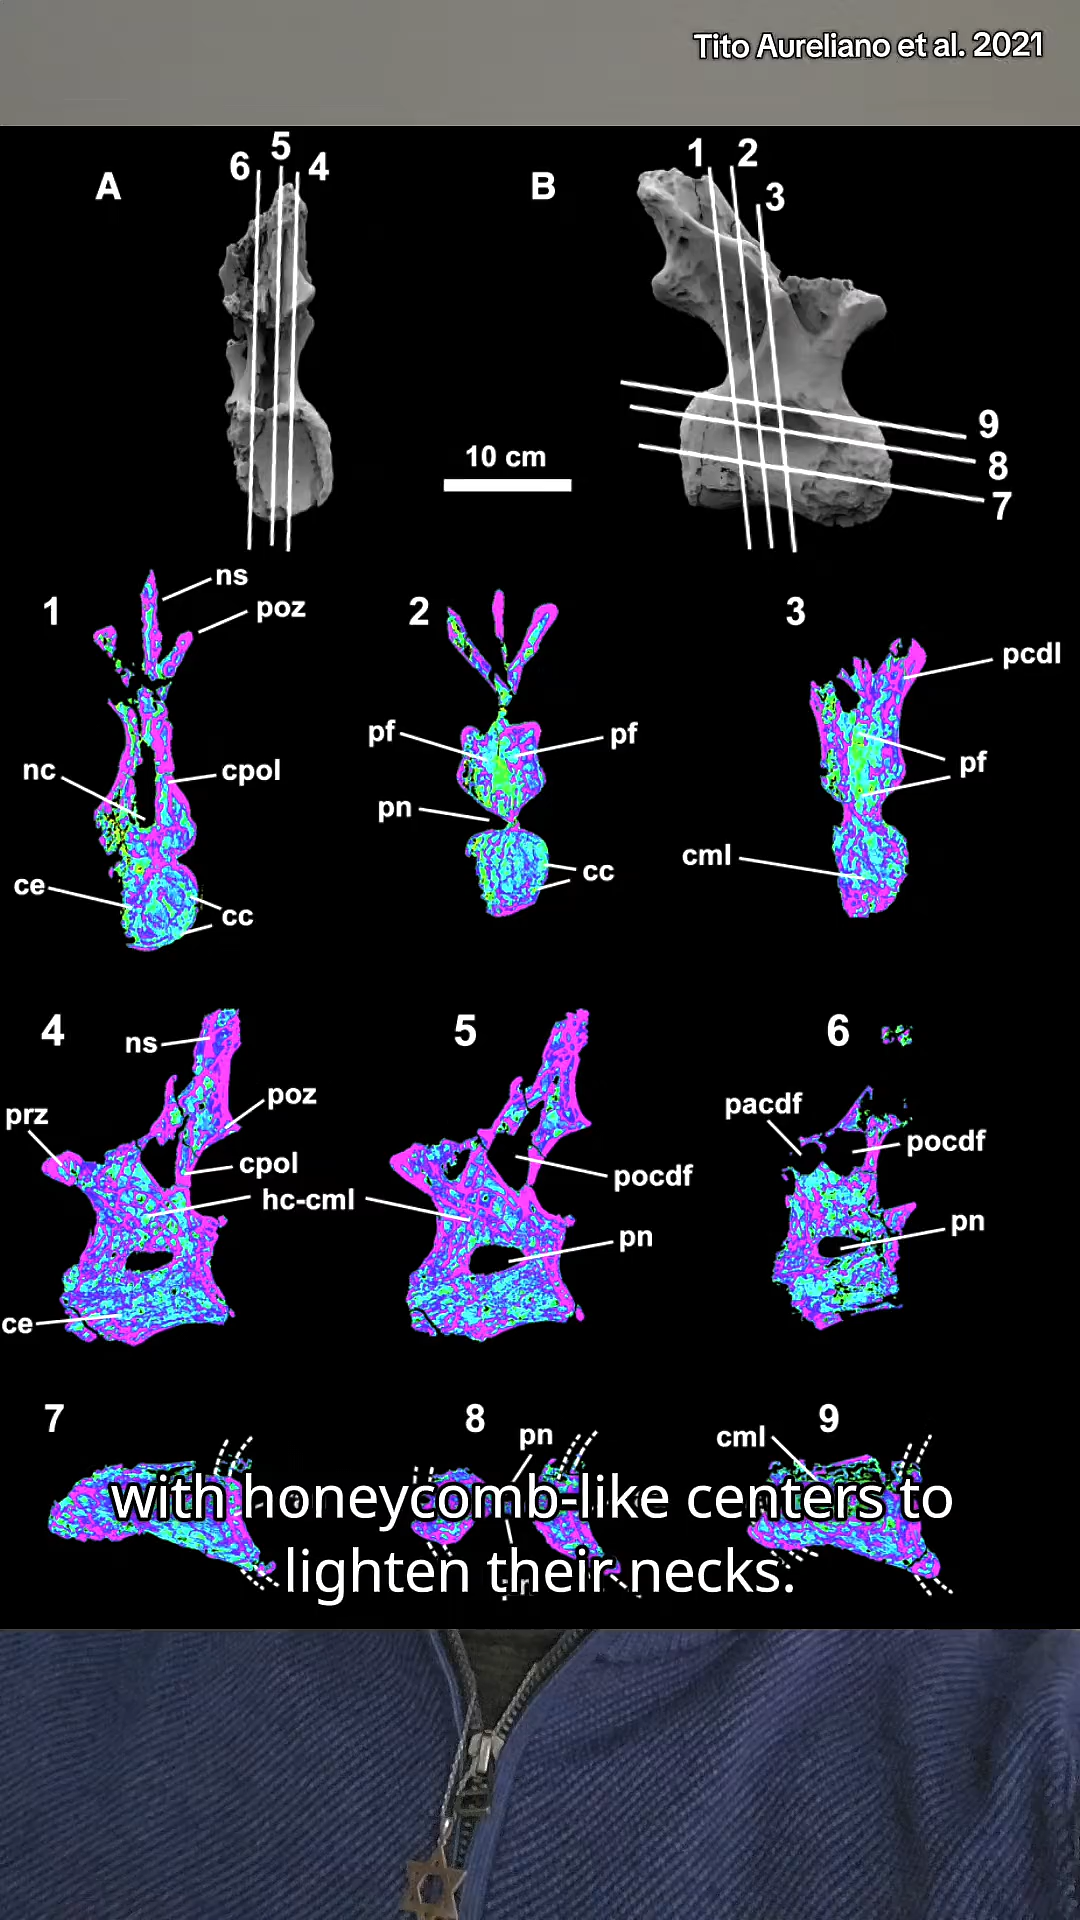 Tito Aureliano et al. 2021
A
6
5
4
B
1
2
3
10 cm
9
8
7
1
ns
poz
nc
cpol
ce
cc
2
pf
pf
pn
cc
3
pcdl
pf
cml
4
ns
prz
poz
cpol
hc-cml
ce
5
pocdf
pn
6
pacdf
pocdf
pn
7
8
pn
9
cml
with honeycomb-like centers to
lighten their necks.